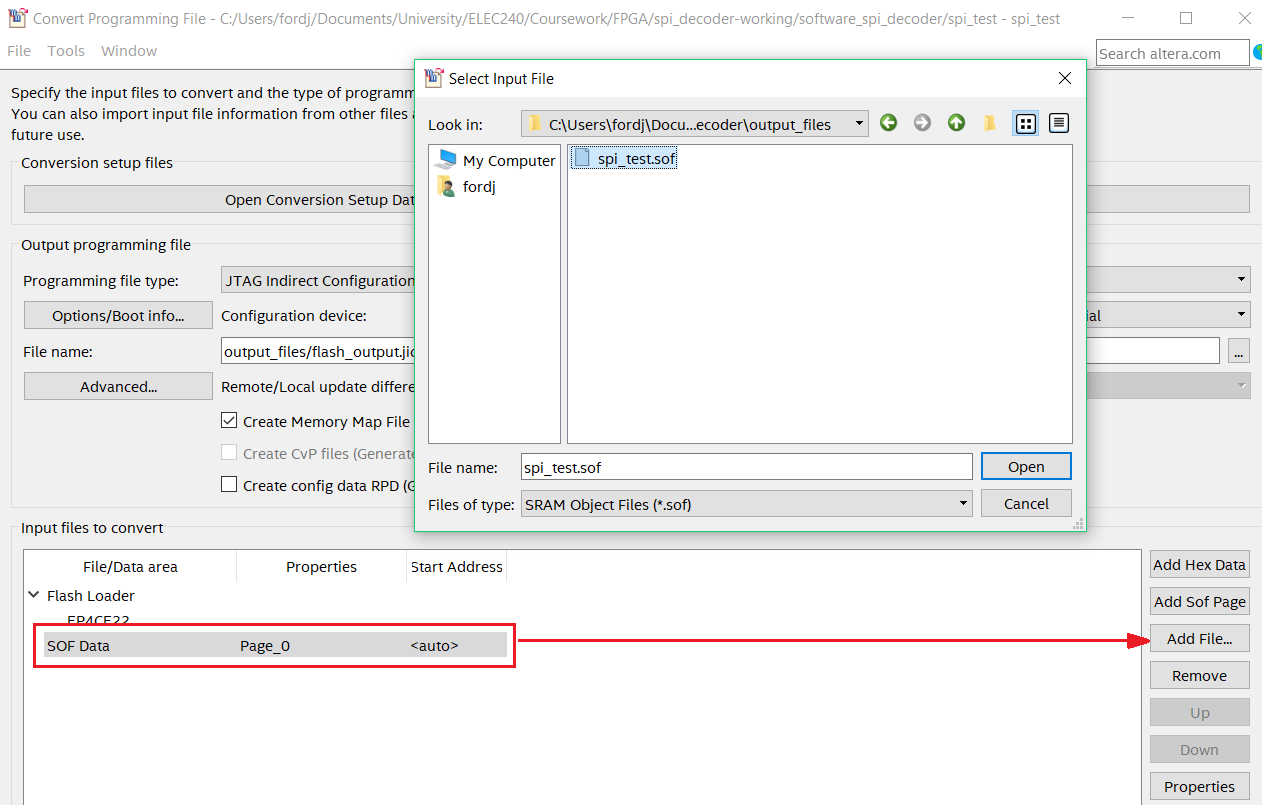 Convert Programming File - C:/Users/fordj/Documents/University/ELEC240/Coursework/FPGA/spi_decoder-working/software_spi_decoder/spi_test - spi_test
File Tools Window
Search altera.com
Specify the input files to convert and the type of programm
You can also import input file information from other files
future use.
Conversion setup files
Open Conversion Setup Dat
Output programming file
Programming file type:
JTAG Indirect Configuration
Options/Boot info...
Configuration device:
ial
File name:
output_files/flash_output.jic
...
Advanced...
Remote/Local update differe
Create Memory Map File
Create CvP files (Generate
Create config data RPD (G
Select Input File
Look in:
C:\Users\fordj\Docu...ecoder\output_files
My Computer
fordj
spi_test.sof
File name:
spi_test.sof
Open
Files of type:
SRAM Object Files (*.sof)
Cancel
Input files to convert
File/Data area Properties Start Address
Flash Loader
EP4CE22
SOF Data Page_0 <auto>
Add Hex Data
Add Sof Page
Add File...
Remove
Up
Down
Properties